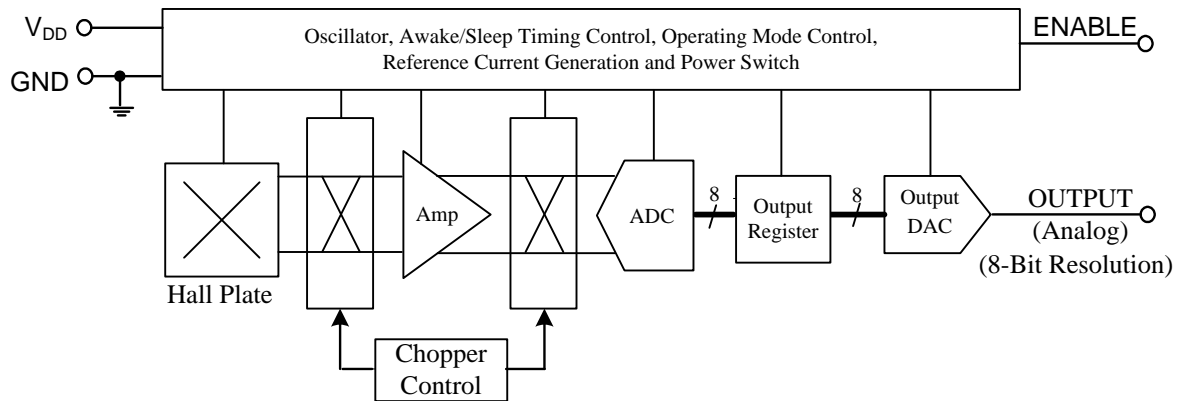 V_DD
GND
Oscillator, Awake/Sleep Timing Control, Operating Mode Control,
Reference Current Generation and Power Switch
ENABLE
Hall Plate
Amp
ADC
8
Output
Register
8
Output
DAC
OUTPUT
(Analog)
(8-Bit Resolution)
Chopper
Control